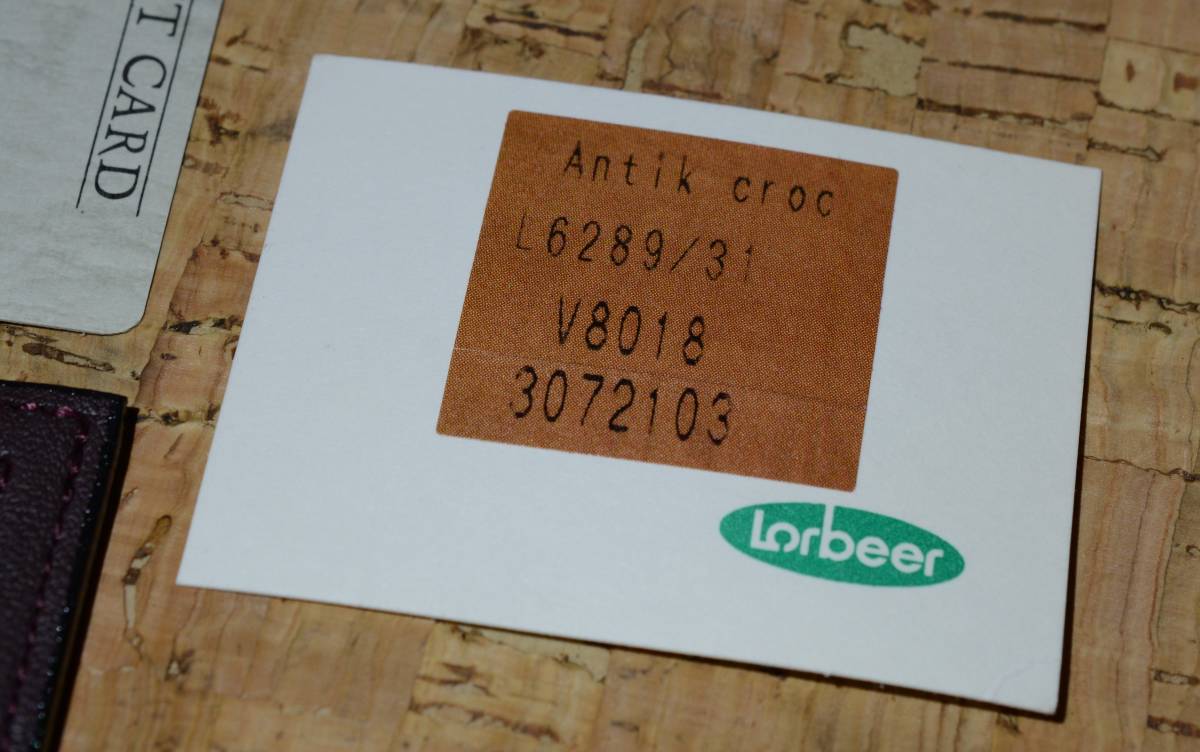 T CARD
Antik croc
L6289/31
V8018
3072103
Lorbeer